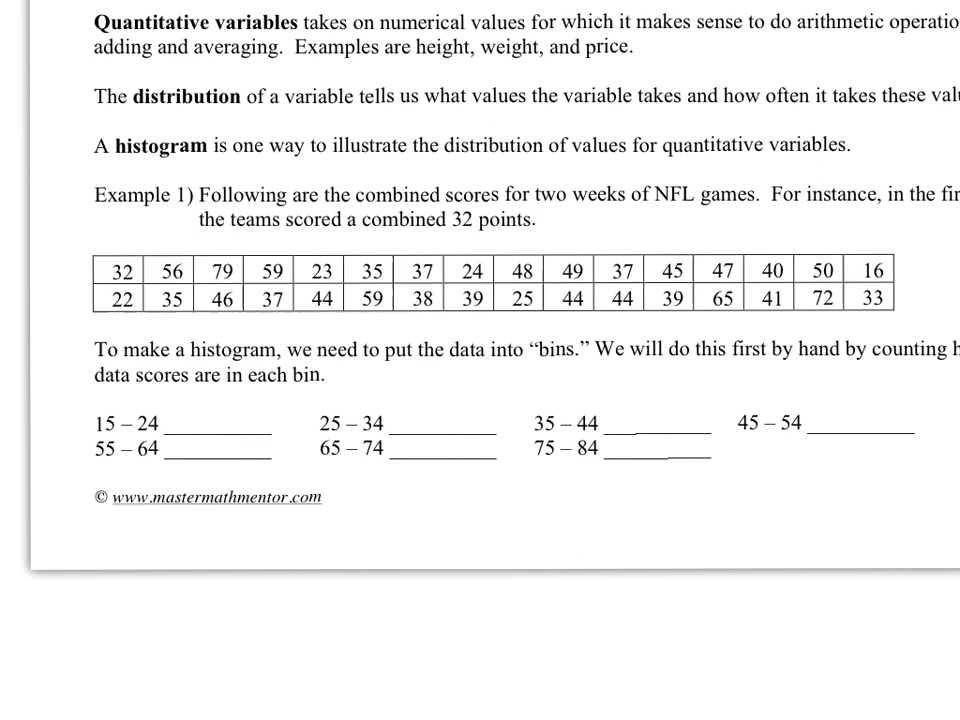 Quantitative variables takes on numerical values for which it makes sense to do arithmetic
adding and averaging. Examples are height, weight, and price.
The distribution of a variable tells us what values the variable takes and how often it takes these
A histogram is one way to illustrate the distribution of values for quantitative variables.
Example 1) Following are the combined scores for two weeks of NFL games. For instance, in the
the teams scored a combined 32 points.
32 56 79 59 23 35 37 24 48 49 37 45 47 40 50 16
22 35 46 37 44 59 38 39 25 44 44 39 65 41 72 33
To make a histogram, we need to put the data into “bins.” We will do this first by hand by counting
data scores are in each bin.
15 – 24 __________ 25 – 34 __________ 35 – 44 __________ 45 – 54 __________
55 – 64 __________ 65 – 74 __________ 75 – 84 __________
© www.mastermathmentor.com